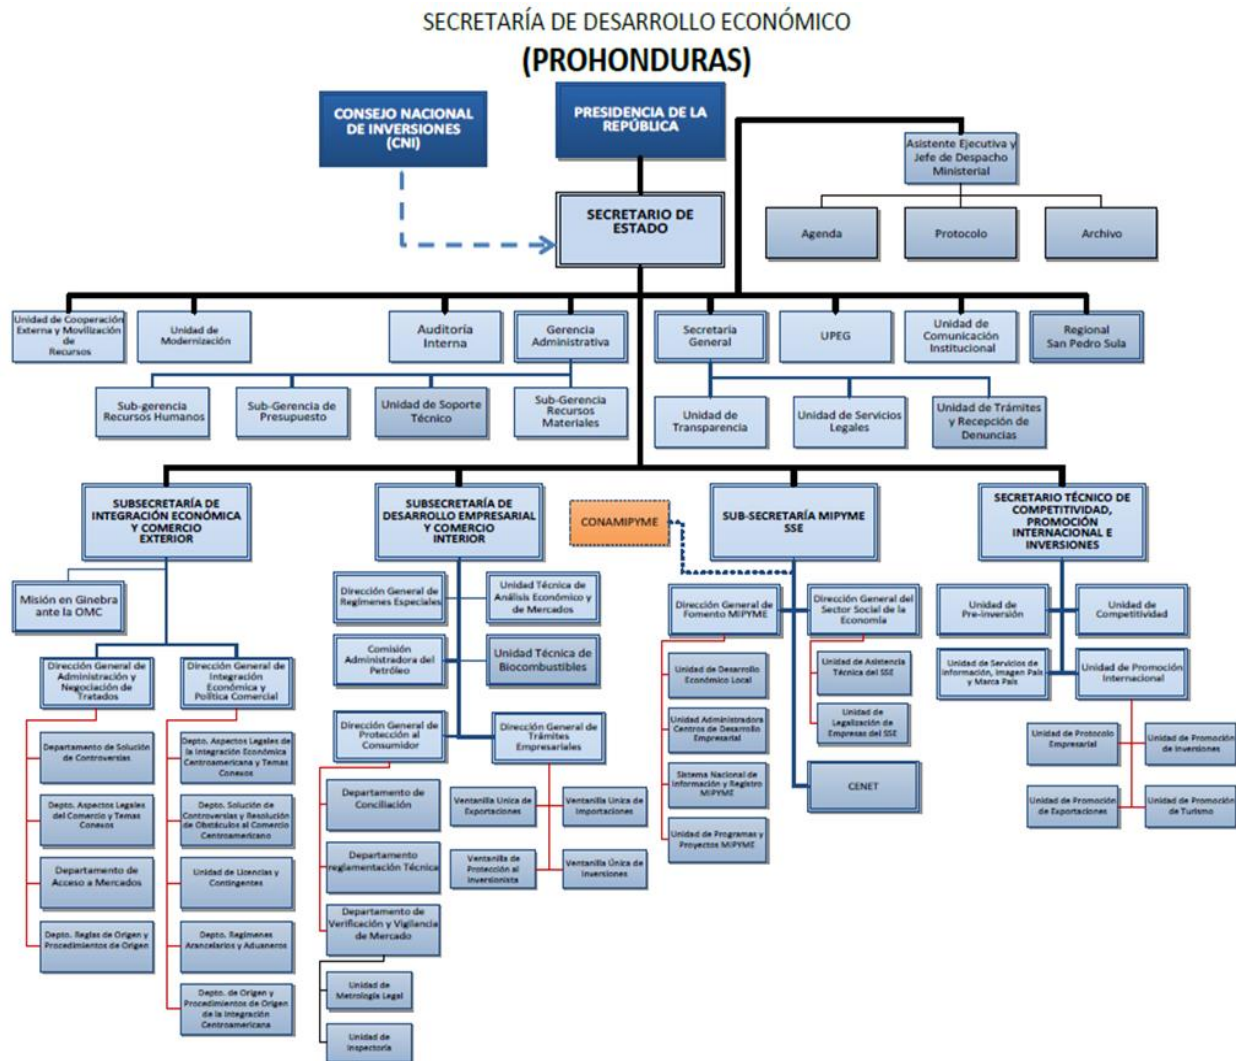 SECRETARÍA DE DESARROLLO ECONÓMICO
(PROHONDURAS)
CONSEJO NACIONAL
DE INVERSIONES
(CNI)
PRESIDENCIA DE LA
REPÚBLICA
Asistente Ejecutiva y
Jefe de Despacho
Ministerial
SECRETARIO DE
ESTADO
Agenda
Protocolo
Archivo
Unidad de Cooperación
Externa y Movilización
de
Recursos
Unidad de
Modernización
Auditoría
Interna
Gerencia
Administrativa
Secretaría
General
UPEG
Unidad de
Comunicación
Institucional
Regional
San Pedro Sula
Sub-gerencia
Recursos Humanos
Sub-Gerencia de
Presupuesto
Unidad de Soporte
Técnico
Sub-Gerencia
Recursos
Materiales
Unidad de
Transparencia
Unidad de Servicios
Legales
Unidad de Trámites
y Recepción de
Denuncias
SUBSECRETARÍA DE
INTEGRACIÓN ECONÓMICA
Y COMERCIO
EXTERIOR
SUBSECRETARÍA DE
DESARROLLO EMPRESARIAL
Y COMERCIO
INTERIOR
CONAMIPYME
SUB-SECRETARÍA MIPYME
SSE
SECRETARIO TÉCNICO DE
COMPETITIVIDAD,
PROMOCIÓN
INTERNACIONAL E
INVERSIONES
Misión en Ginebra
ante la OMC
Dirección General de
Administración y
Negociación de
Tratados
Dirección General de
Integración
Económica y
Política Comercial
Departamento de Solución
de Controversias
Depto. Aspectos Legales
del Comercio y Temas
Conexos
Departamento de
Acceso a Mercados
Depto. Reglas de Origen y
Procedimientos de Origen
Depto. Aspectos Legales de
la Integración Económica
Centroamericana y Temas
Conexos
Depto. Solución de
Controversias y Resolución
de Obstáculos al Comercio
Centroamericano
Unidad de Licencias y
Contingentes
Depto. Regímenes
Arancelarios y Aduaneros
Depto. de Origen y
Procedimientos de Origen
de la Integración
Centroamericana
Dirección General de
Regímenes Especiales
Unidad Técnica de
Análisis Económico y
de Mercados
Comisión
Administradora del
Petróleo
Unidad Técnica de
Biocombustibles
Dirección General de
Protección al
Consumidor
Dirección General de
Trámites
Empresariales
Departamento de
Conciliación
Departamento
reglamentación Técnica
Departamento de
Verificación y Vigilancia
de Mercado
Unidad de
Metrología Legal
Unidad de
Inspectoría
Ventanilla Unica de
Exportaciones
Ventanilla Unica de
Importaciones
Ventanilla de
Protección al
Inversionista
Ventanilla Única de
Inversiones
Dirección General de
Fomento MIPYME
Dirección General del
Sector Social de la
Economía
Unidad de Desarrollo
Económico Local
Unidad Administradora
Centros de Desarrollo
Empresarial
Sistema Nacional de
Información y Registro
MIPYME
Unidad de Programas y
Proyectos MIPYME
Unidad de Asistencia
Técnica del SSE
Unidad de
Legalización de
Empresas del SSE
CENET
Unidad de
Pre-inversión
Unidad de
Competitividad
Unidad de Servicios de
Información, Imagen País
y Marca País
Unidad de Promoción
Internacional
Unidad de Protocolo
Empresarial
Unidad de Promoción
de Inversiones
Unidad de Promoción
de Exportaciones
Unidad de Promoción
de Turismo